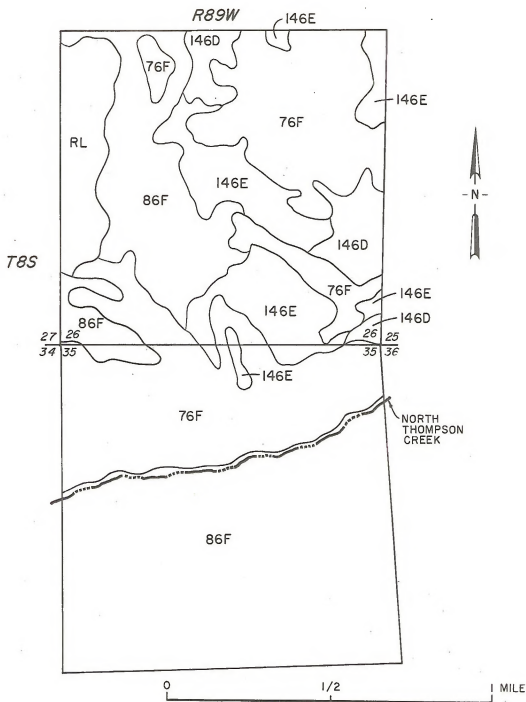 R89W
146D
146E
76F
146E
76F
RL
-N-
146E
86F
146D
T8S
76F
146E
146E
86F
146D
27 26
26 25
34 35
35 36
146E
76F
NORTH
THOMPSON
CREEK
86F
0 1/2 1 MILE